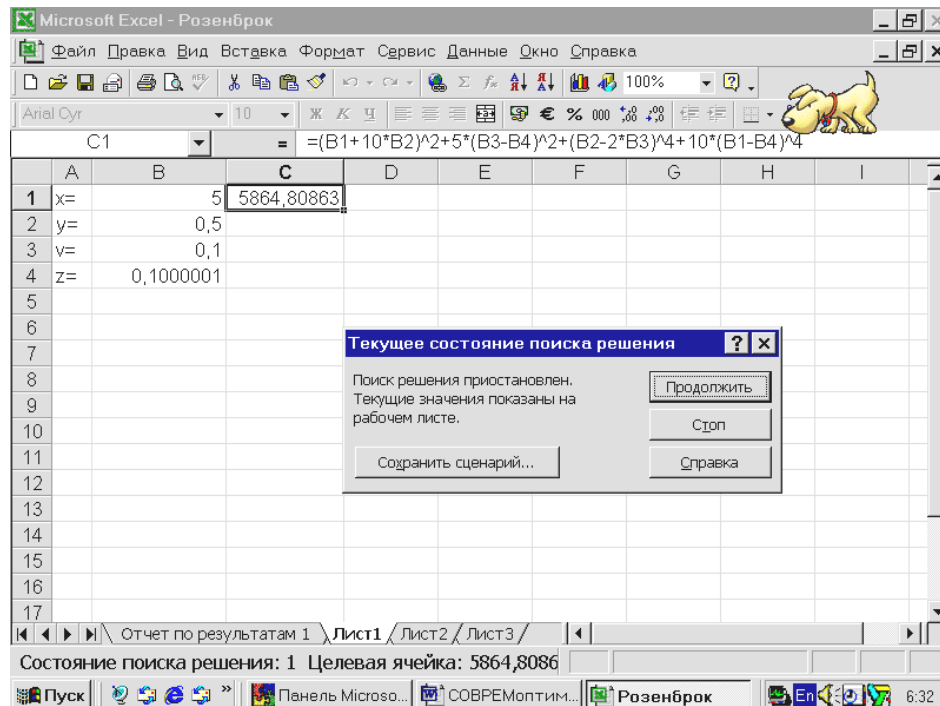 Microsoft Excel - Розенброк
Файл Правка Вид Вставка Формат Сервис Данные Окно Справка
100%
Arial Cyr 10 Ж К Ч € % 000
C1 = =(B1+10*B2)^2+5*(B3-B4)^2+(B2-2*B3)^4+10*(B1-B4)^4
A B C D E F G H I
1 x= 5 5864,80863
2 y= 0,5
3 v= 0,1
4 z= 0,1000001
5
6
Текущее состояние поиска решения
7
8
Поиск решения приостановлен.
Продолжить
Текущие значения показаны на
9
рабочем листе.
10
Стоп
11
Сохранить сценарий...
Справка
12
13
14
15
16
17
Отчет по результатам 1 Лист1 Лист2 Лист3
Состояние поиска решения: 1 Целевая ячейка: 5864,8086
Пуск » Панель Microso... СОВРЕМоптим... Розенброк En 6:32